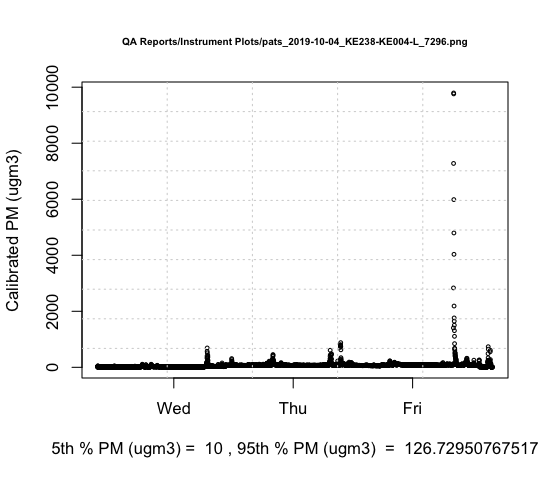 QA Reports/Instrument Plots/pats_2019-10-04_KE238-KE004-L_7296.png
Calibrated PM (ugm3)
10000
8000
6000
4000
2000
0
Wed Thu Fri
5th % PM (ugm3) = 10 , 95th % PM (ugm3) = 126.72950767517